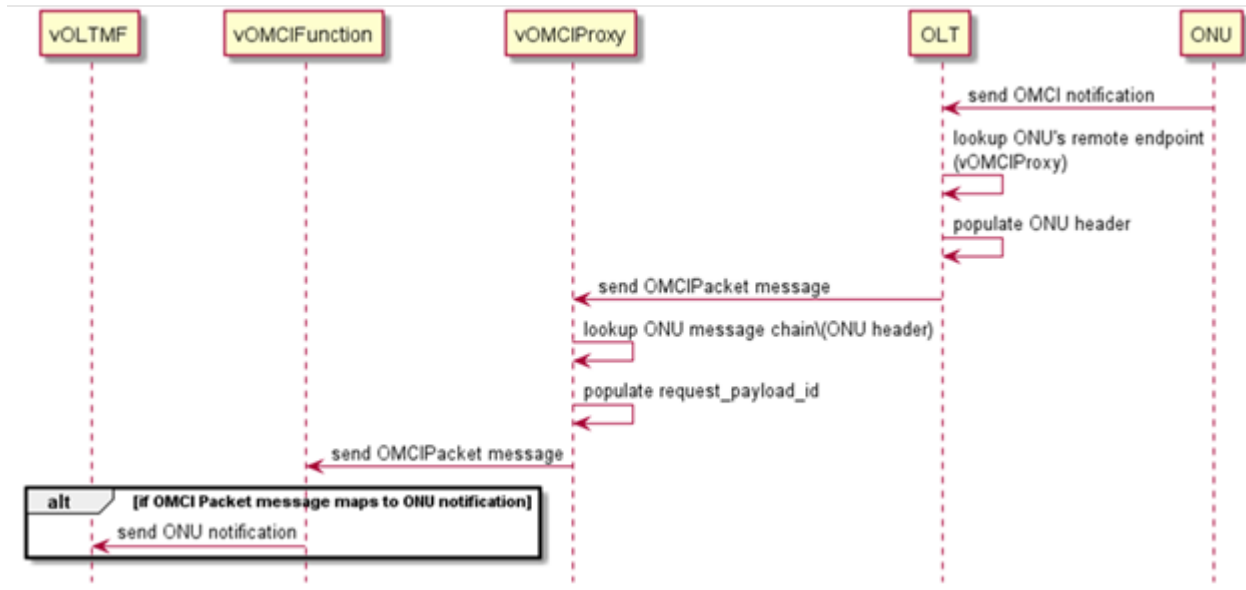 vOLTMF
vOMCIFunction
vOMCIProxy
OLT
ONU
send OMCI notification
lookup ONU's remote endpoint
(vOMCIProxy)
populate ONU header
send OMCIPacket message
lookup ONU message chain\(ONU header)
populate request_payload_id
send OMCIPacket message
alt [if OMCI Packet message maps to ONU notification]
send ONU notification